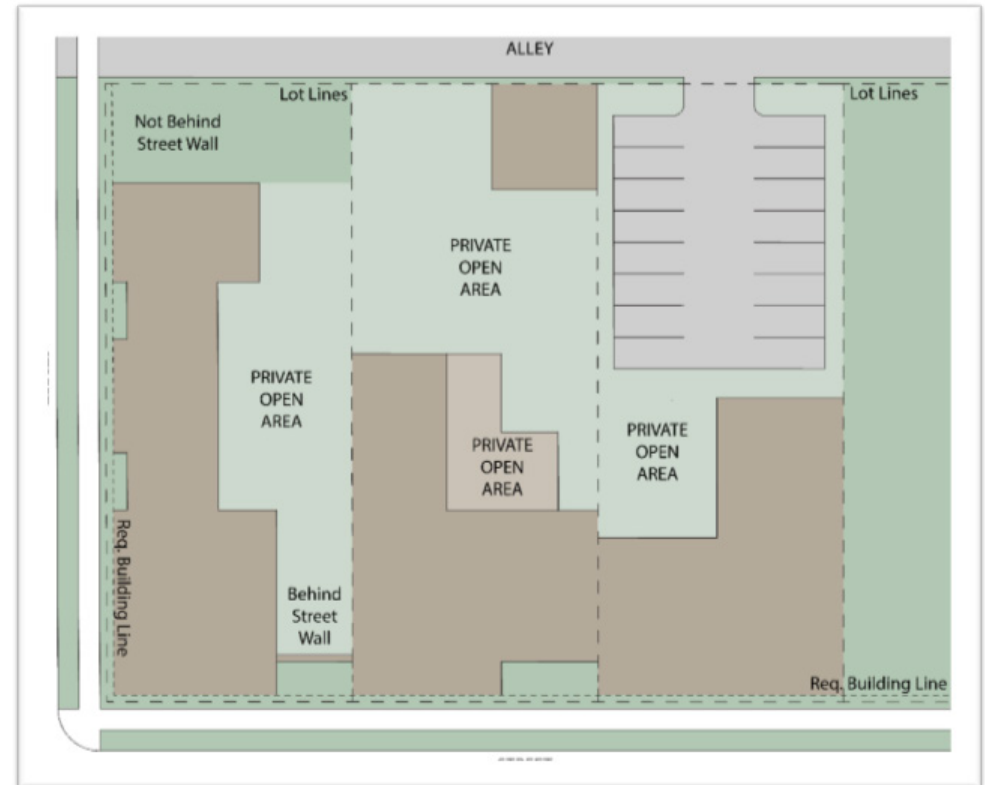 ALLEY
Lot Lines
Lot Lines
Not Behind
Street Wall
PRIVATE
OPEN
AREA
PRIVATE
OPEN
AREA
PRIVATE
OPEN
AREA
PRIVATE
OPEN
AREA
Req. Building Line
Behind
Street
Wall
Req. Building Line